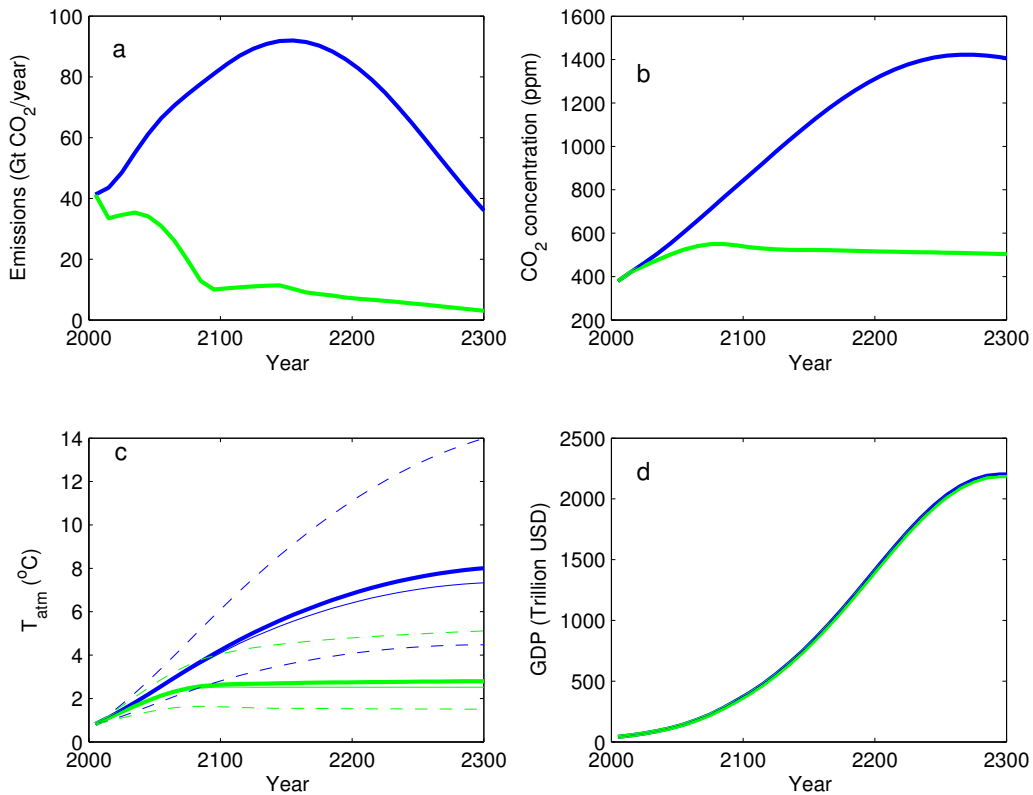 a
Emissions (Gt CO2/year)
100
80
60
40
20
0
2000 2100 2200 2300
Year
b
CO2 concentration (ppm)
1600
1400
1200
1000
800
600
400
200
2000 2100 2200 2300
Year
c
Tatm (oC)
14
12
10
8
6
4
2
0
2000 2100 2200 2300
Year
d
GDP (Trillion USD)
2500
2000
1500
1000
500
0
2000 2100 2200 2300
Year